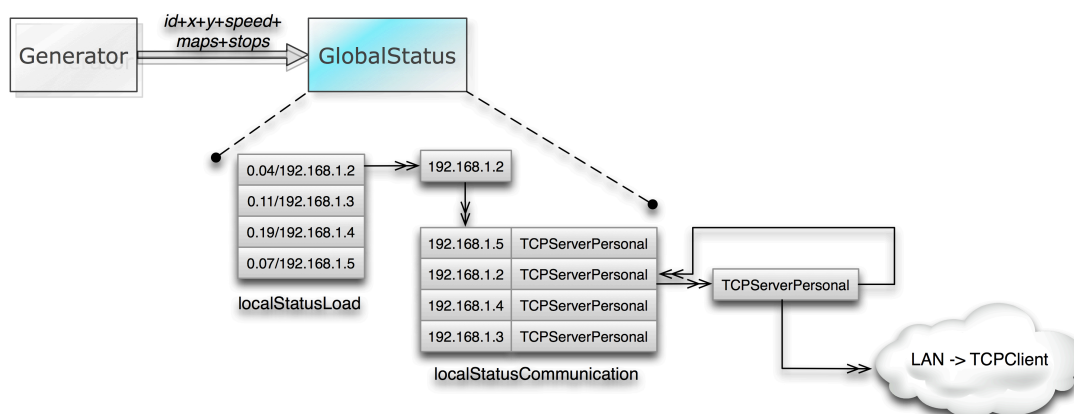 id+x+y+speed+
maps+stops
Generator
GlobalStatus
0.04/192.168.1.2
192.168.1.2
0.11/192.168.1.3
0.19/192.168.1.4
0.07/192.168.1.5
localStatusLoad
192.168.1.5 TCPServerPersonal
192.168.1.2 TCPServerPersonal
192.168.1.4 TCPServerPersonal
192.168.1.3 TCPServerPersonal
localStatusCommunication
TCPServerPersonal
LAN -> TCPClient